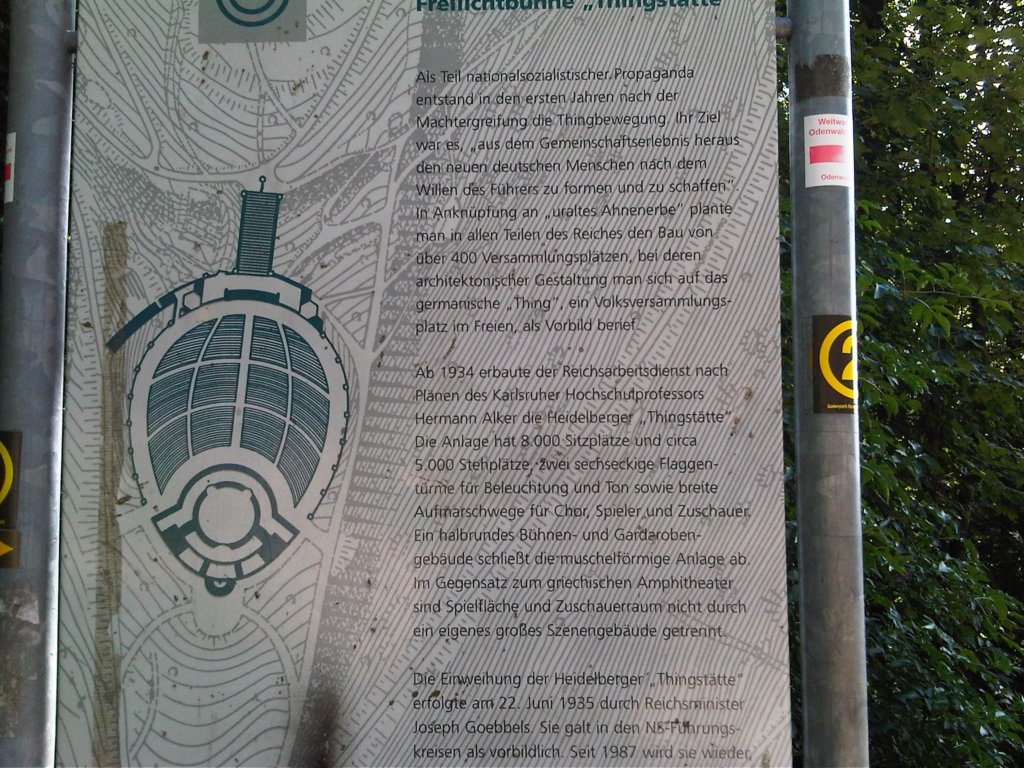 Freilichtbühne „Thingstätte"
Als Teil nationalsozialistischer Propaganda
entstand in den ersten Jahren nach der
Machtergreifung die Thingbewegung. Ihr Ziel
war es, „aus dem Gemeinschaftserlebnis heraus
den neuen deutschen Menschen nach dem
Willen des Führers zu formen und zu schaffen".
In Anknüpfung an „uraltes Ahnenerbe" plante
man in allen Teilen des Reiches den Bau von
über 400 Versammlungsplätzen, bei deren
architektonischer Gestaltung man sich auf das
germanische „Thing", ein Volksversammlungs-
platz im Freien, als Vorbild berief.
Ab 1934 erbaute der Reichsarbeitsdienst nach
Plänen des Karlsruher Hochschulprofessors
Hermann Alker die Heidelberger „Thingstätte"
Die Anlage hat 8.000 Sitzplätze und circa
5.000 Stehplätze, zwei sechseckige Flaggen-
türme für Beleuchtung und Ton sowie breite
Aufmarschwege für Chor, Spieler und Zuschauer.
Ein halbrundes Bühnen- und Garderoben-
gebäude schließt die muschelförmige Anlage ab.
Im Gegensatz zum griechischen Amphitheater
sind Spielfläche und Zuschauerraum nicht durch
ein eigenes großes Szenengebäude getrennt.
Die Einweihung der Heidelberger „Thingstätte"
erfolgte am 22. Juni 1935 durch Reichsminister
Joseph Goebbels. Sie galt in den NS-Führungs-
kreisen als vorbildlich. Seit 1987 wird sie wieder
Weitwa
Odenwal
Odenw
2